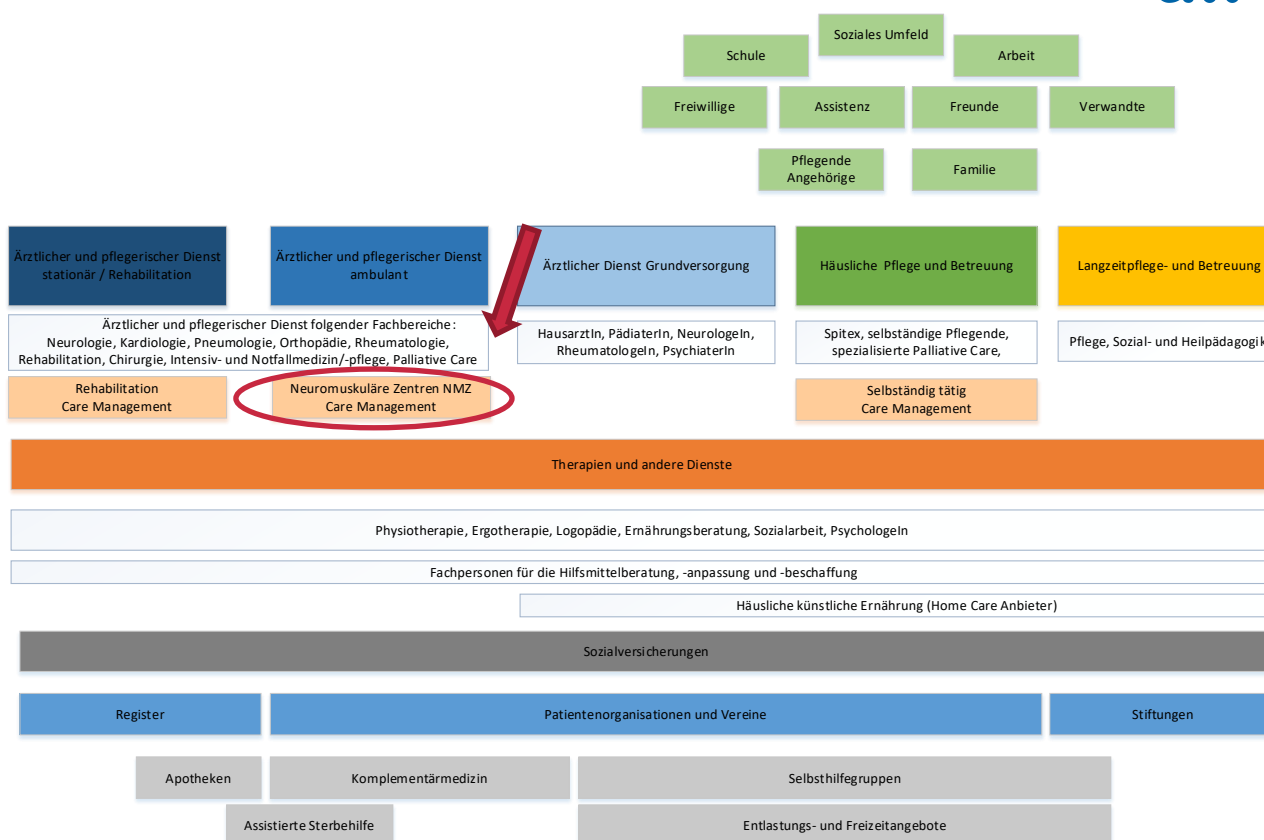 Soziales Umfeld
Schule
Arbeit
Freiwillige
Assistenz
Freunde
Verwandte
Pflegende
Angehörige
Familie
Ärztlicher und pflegerischer Dienst
stationär / Rehabilitation
Ärztlicher und pflegerischer Dienst
ambulant
Ärztlicher Dienst Grundversorgung
Häusliche Pflege und Betreuung
Langzeitpflege- und Betreuung
Ärztlicher und pflegerischer Dienst folgender Fachbereiche:
Neurologie, Kardiologie, Pneumologie, Orthopädie, Rheumatologie,
Rehabilitation, Chirurgie, Intensiv- und Notfallmedizin/-pflege, Palliative Care
HausarztIn, PädiaterIn, NeurologeIn,
RheumatologeIn, PsychiaterIn
Spitex, selbständige Pflegende,
spezialisierte Palliative Care,
Pflege, Sozial- und Heilpädagogik
Rehabilitation
Care Management
Neuromuskuläre Zentren NMZ
Care Management
Selbständig tätig
Care Management
Therapien und andere Dienste
Physiotherapie, Ergotherapie, Logopädie, Ernährungsberatung, Sozialarbeit, PsychologeIn
Fachpersonen für die Hilfsmittelberatung, -anpassung und -beschaffung
Häusliche künstliche Ernährung (Home Care Anbieter)
Sozialversicherungen
Register
Patientenorganisationen und Vereine
Stiftungen
Apotheken
Komplementärmedizin
Selbsthilfegruppen
Assistierte Sterbehilfe
Entlastungs- und Freizeitangebote